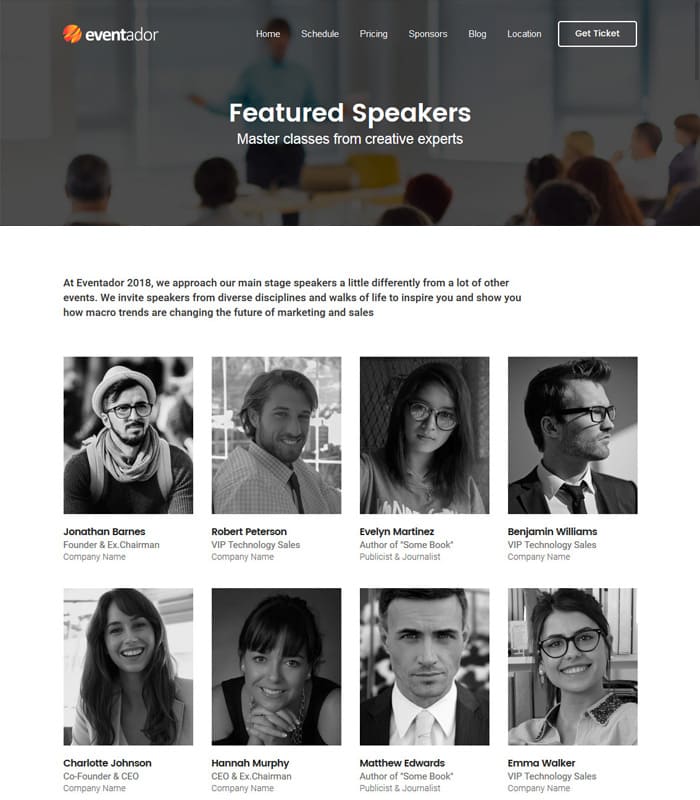 eventador
Home Schedule Pricing Sponsors Blog Location Get Ticket
Featured Speakers
Master classes from creative experts
At Eventador 2018, we approach our main stage speakers a little differently from a lot of other
events. We invite speakers from diverse disciplines and walks of life to inspire you and show you
how macro trends are changing the future of marketing and sales
Jonathan Barnes
Founder & Ex.Chairman
Company Name
Robert Peterson
VIP Technology Sales
Company Name
Evelyn Martinez
Author of "Some Book"
Publicist & Journalist
Benjamin Williams
VIP Technology Sales
Company Name
Charlotte Johnson
Co-Founder & CEO
Company Name
Hannah Murphy
CEO & Ex.Chairman
Company Name
Matthew Edwards
Author of "Some Book"
Publicist & Journalist
Emma Walker
VIP Technology Sales
Company Name